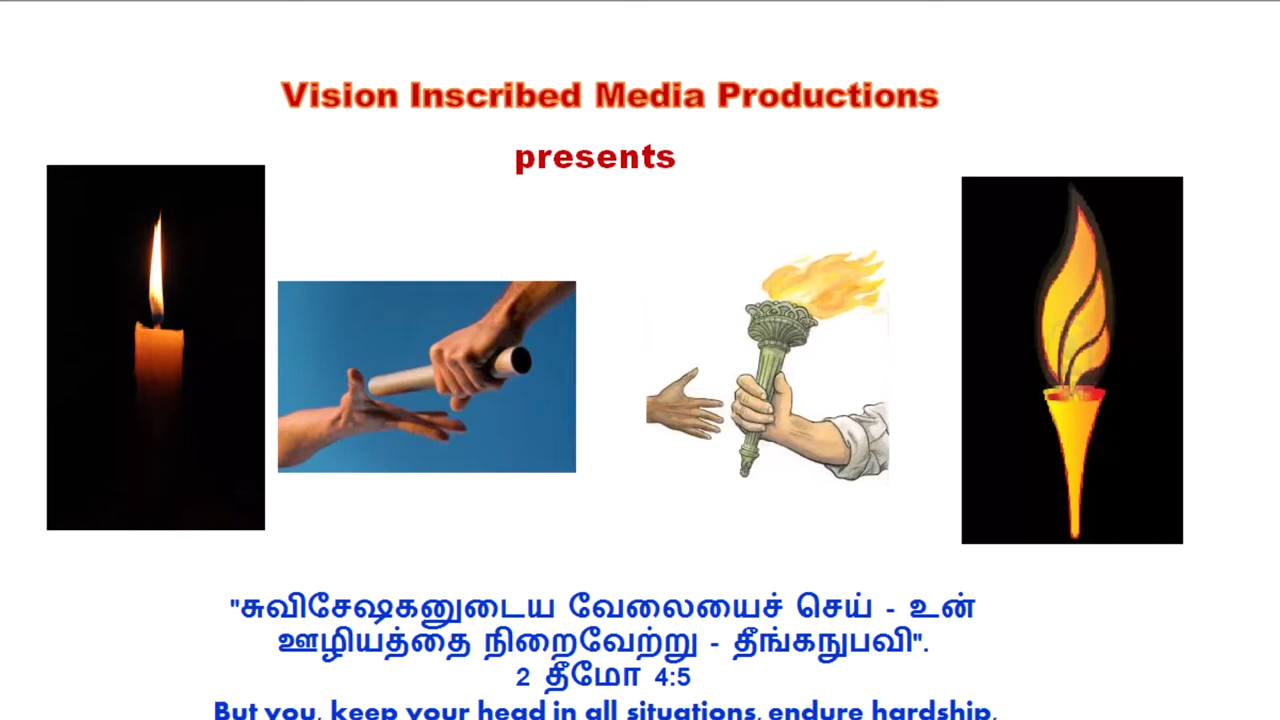 Vision Inscribed Media Productions
presents
"சுவிசேஷகனுடைய வேலையைச் செய் - உன்
ஊழியத்தை நிறைவேற்று - தீங்கநுபவி".
2 தீமோ 4:5
But you, keep your head in all situations, endure hardship,